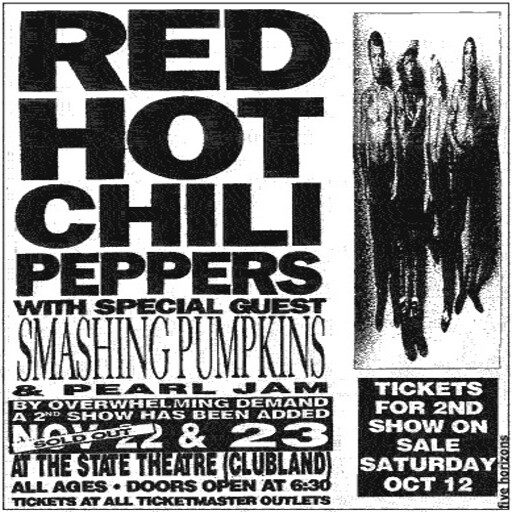 RED
HOT
CHILI
PEPPERS
WITH SPECIAL GUEST
SMASHING PUMPKINS
& PEARL JAM
BY OVERWHELMING DEMAND
A 2ND SHOW HAS BEEN ADDED
NOV 22 & 23
SOLD OUT
AT THE STATE THEATRE (CLUBLAND)
ALL AGES • DOORS OPEN AT 6:30
TICKETS AT ALL TICKETMASTER OUTLETS
TICKETS
FOR 2ND
SHOW ON
SALE
SATURDAY
OCT 12
five horizons